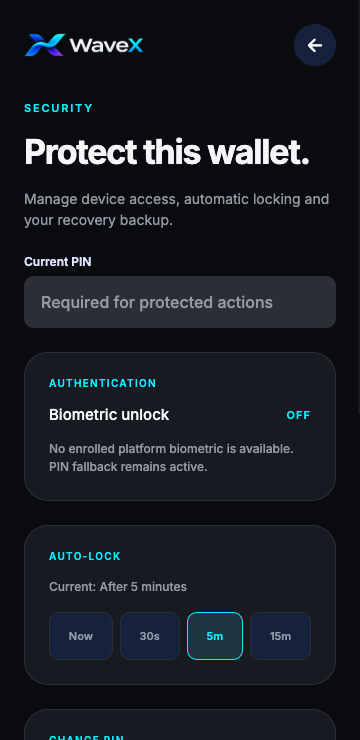 WaveX
SECURITY
Protect this wallet.
Manage device access, automatic locking and
your recovery backup.
Current PIN
Required for protected actions
AUTHENTICATION
Biometric unlock
OFF
No enrolled platform biometric is available.
PIN fallback remains active.
AUTO-LOCK
Current: After 5 minutes
Now
30s
5m
15m
CHANGE PIN